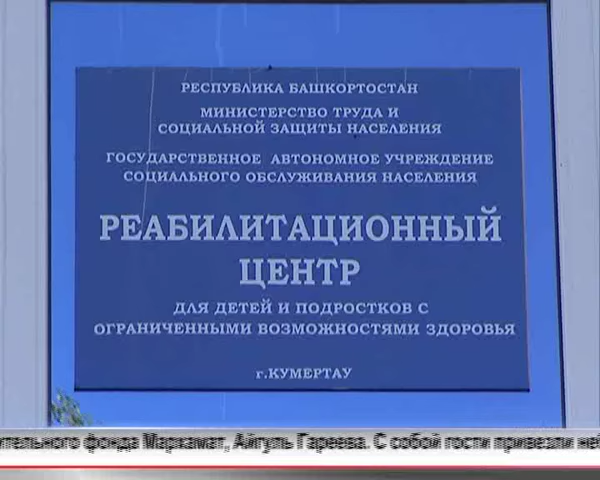 РЕСПУБЛИКА БАШКОРТОСТАН
МИНИСТЕРСТВО ТРУДА И
СОЦИАЛЬНОЙ ЗАЩИТЫ НАСЕЛЕНИЯ
ГОСУДАРСТВЕННОЕ АВТОНОМНОЕ УЧРЕЖДЕНИЕ
СОЦИАЛЬНОГО ОБСЛУЖИВАНИЯ НАСЕЛЕНИЯ
РЕАБИЛИТАЦИОННЫЙ
ЦЕНТР
ДЛЯ ДЕТЕЙ И ПОДРОСТКОВ С
ОГРАНИЧЕННЫМИ ВОЗМОЖНОСТЯМИ ЗДОРОВЬЯ
г.КУМЕРТАУ
ительного фонда Мархамат, Айгуль Гареева. С собой гости привезли